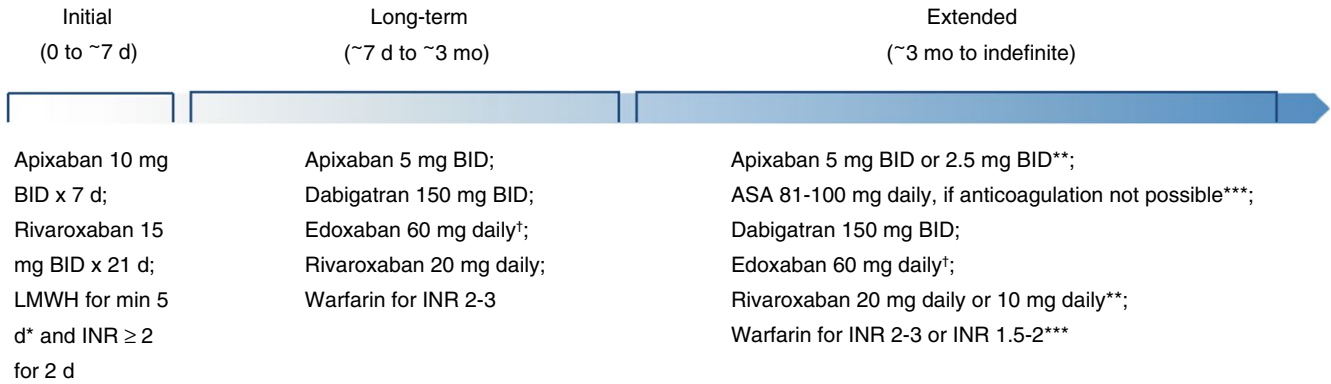 Initial
(0 to ~7 d)
Long-term
(~7 d to ~3 mo)
Extended
(~3 mo to indefinite)
Apixaban 10 mg
BID x 7 d;
Rivaroxaban 15
mg BID x 21 d;
LMWH for min 5
d* and INR ≥ 2
for 2 d
Apixaban 5 mg BID;
Dabigatran 150 mg BID;
Edoxaban 60 mg daily†;
Rivaroxaban 20 mg daily;
Warfarin for INR 2-3
Apixaban 5 mg BID or 2.5 mg BID**;
ASA 81-100 mg daily, if anticoagulation not possible***;
Dabigatran 150 mg BID;
Edoxaban 60 mg daily†;
Rivaroxaban 20 mg daily or 10 mg daily**;
Warfarin for INR 2-3 or INR 1.5-2***